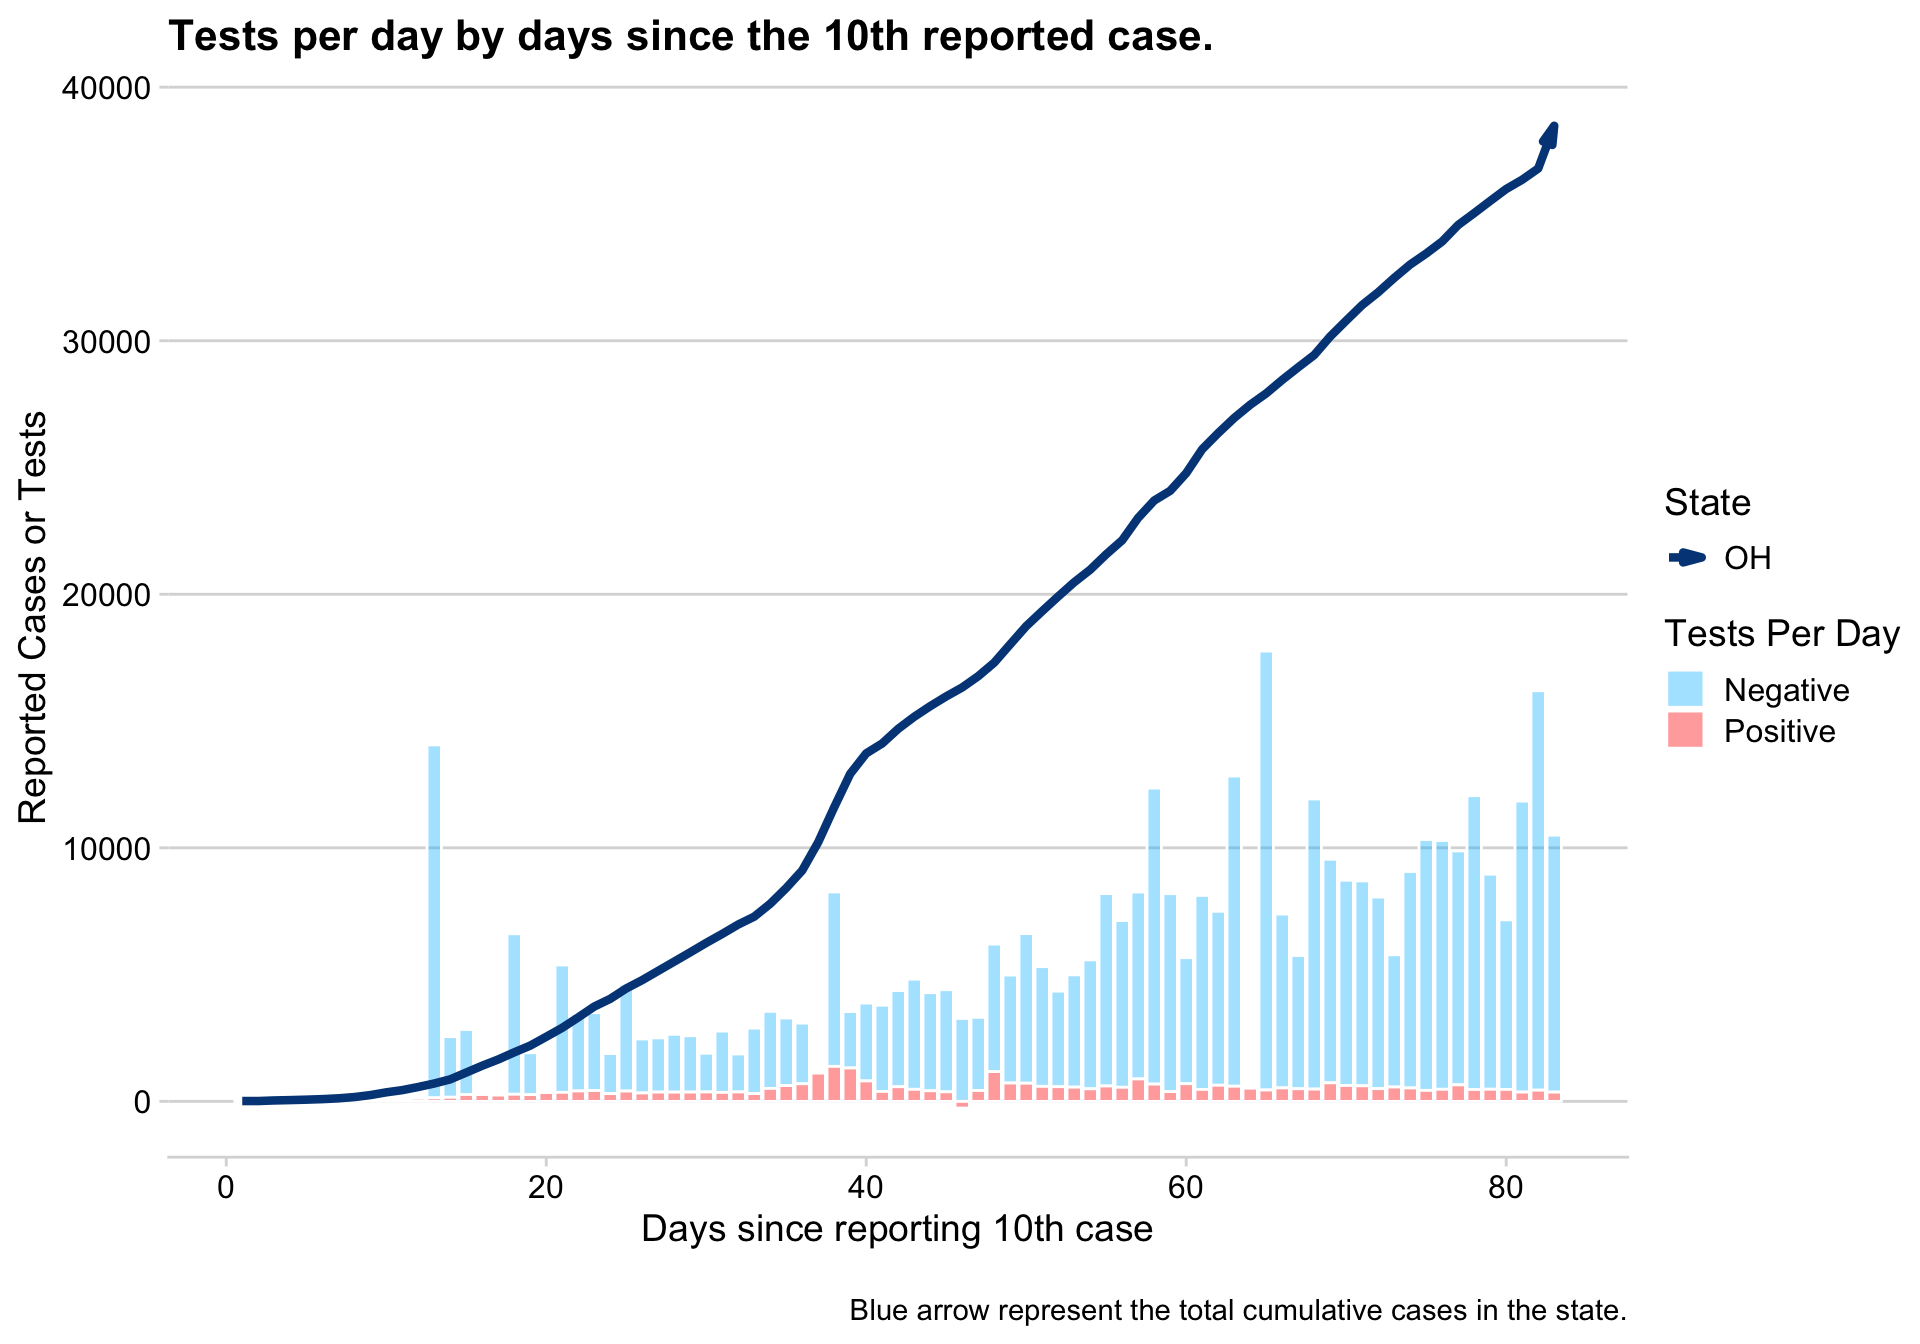 Tests per day by days since the 10th reported case.
40000
30000
20000
10000
0
Reported Cases or Tests
0
20
40
60
80
Days since reporting 10th case
State
OH
Tests Per Day
Negative
Positive
Blue arrow represent the total cumulative cases in the state.